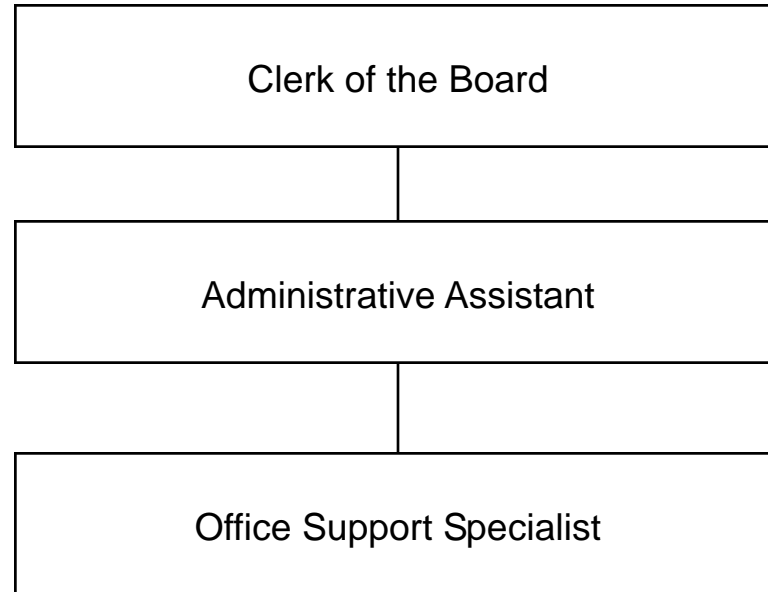 Clerk of the Board
Administrative Assistant
Office Support Specialist